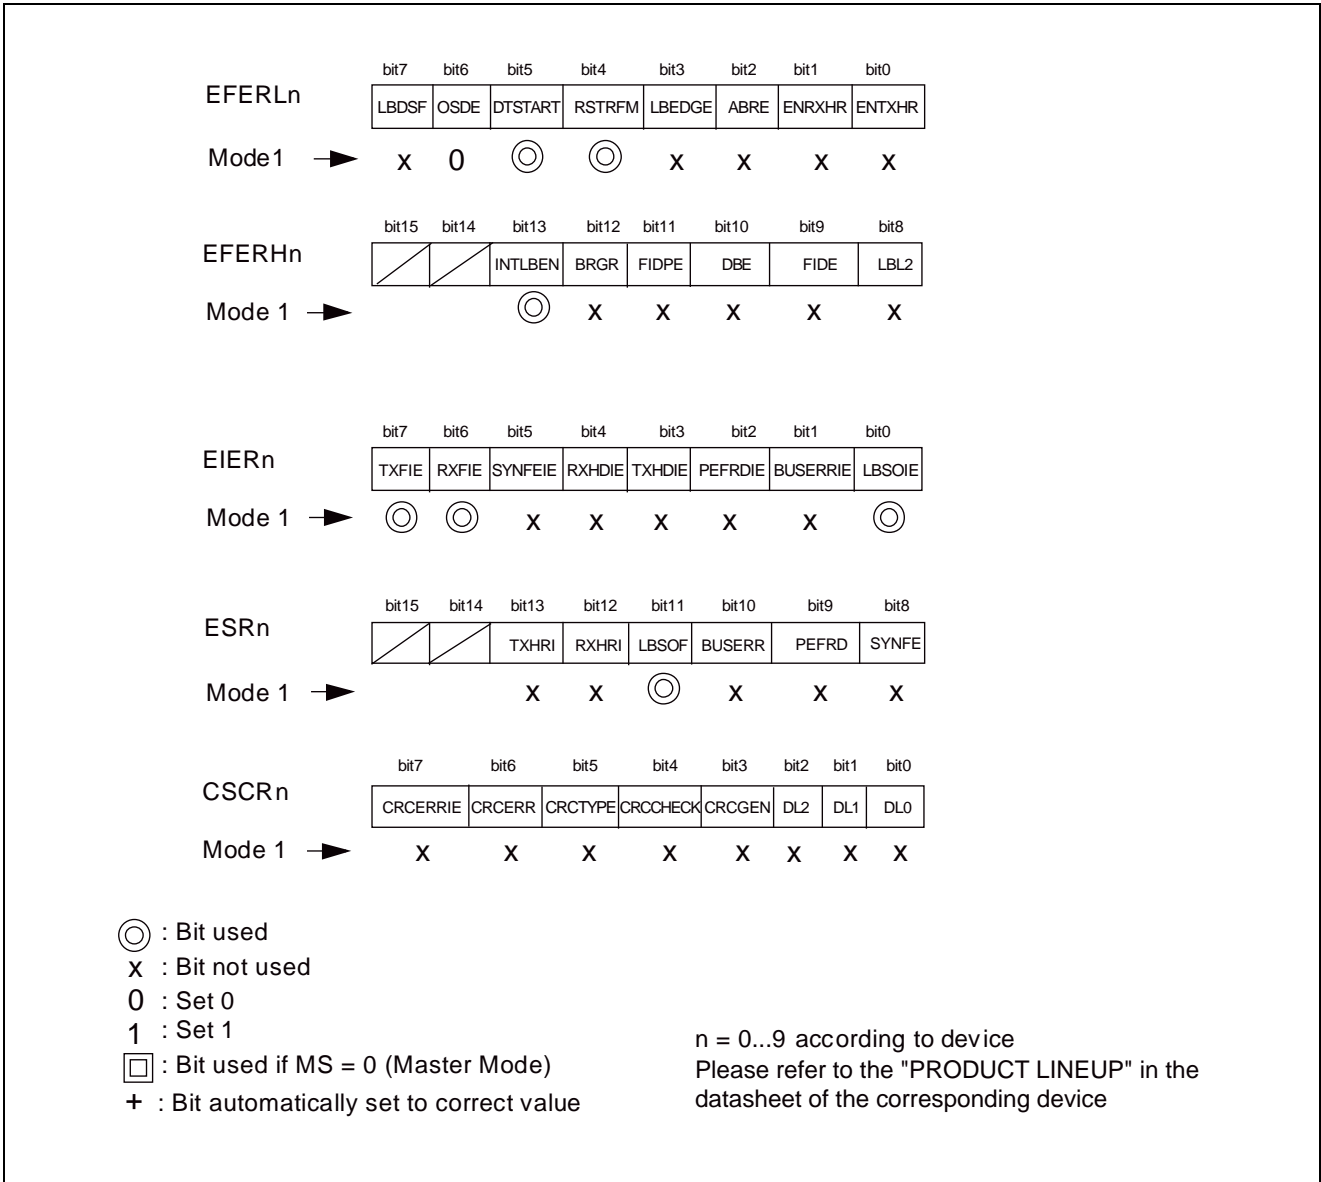 bit7 bit6 bit5 bit4 bit3 bit2 bit1 bit0
EFERLn LBDSF OSDE DTSTART RSTRFM LBEDGE ABRE ENRXHR ENTXHR
Mode1 x 0 x x x x
bit15 bit14 bit13 bit12 bit11 bit10 bit9 bit8
EFERHn INTLBEN BRGR FIDPE DBE FIDE LBL2
Mode 1 x x x x x
bit7 bit6 bit5 bit4 bit3 bit2 bit1 bit0
EIERn TXFIE RXFIE SYNFEIE RXHDIE TXHDIE PEFRDIE BUSERRIE LBSOIE
Mode 1 x x x x x
bit15 bit14 bit13 bit12 bit11 bit10 bit9 bit8
ESRn TXHRI RXHRI LBSOF BUSERR PEFRD SYNFE
Mode 1 x x x x x
bit7 bit6 bit5 bit4 bit3 bit2 bit1 bit0
CSCRn CRCERRIE CRCERR CRCTYPE CRCCHECK CRCGEN DL2 DL1 DL0
Mode 1 x x x x x x x x
: Bit used
x : Bit not used
0 : Set 0
1 : Set 1
: Bit used if MS = 0 (Master Mode)
+ : Bit automatically set to correct value
n = 0...9 according to device
Please refer to the "PRODUCT LINEUP" in the
datasheet of the corresponding device